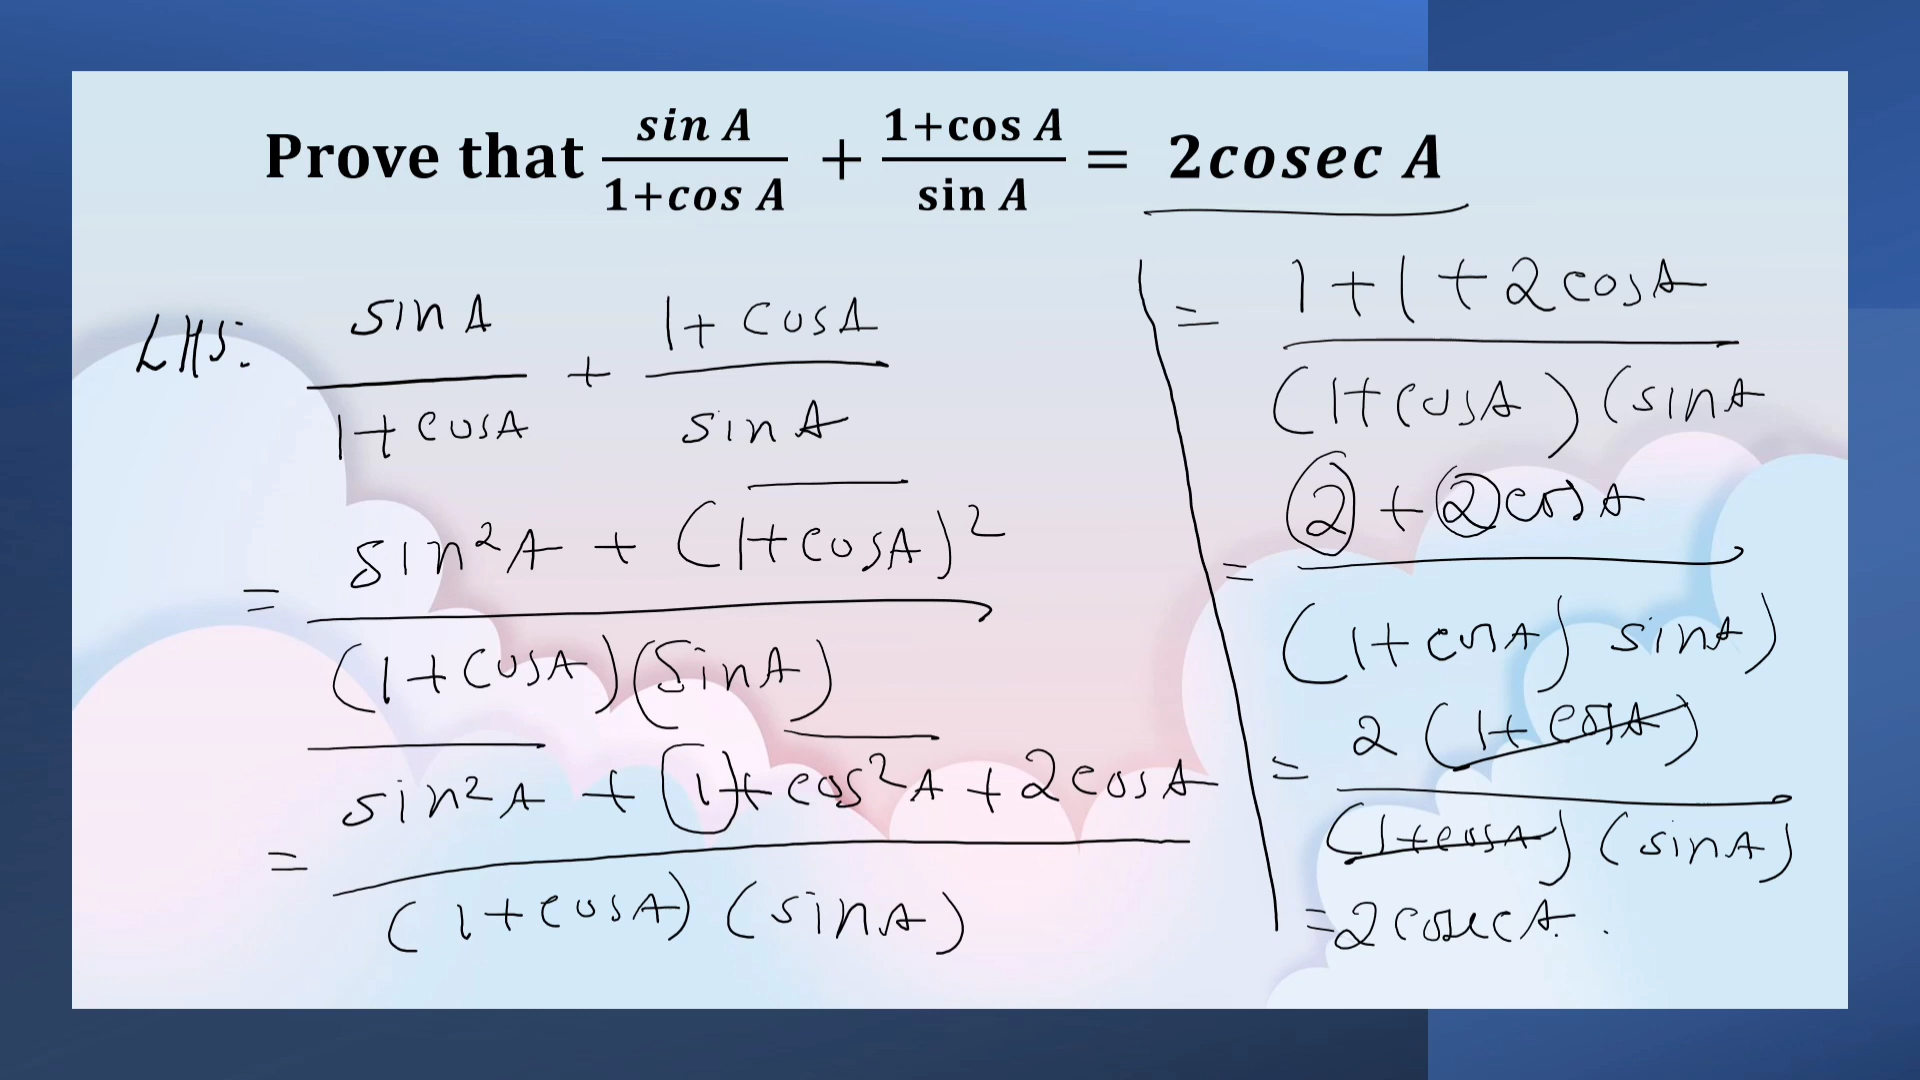 Prove that sin A / 1+cos A + 1+cos A / sin A = 2cosec A
LHS: sin A / 1+cosA + 1+cosA / sin A
= sin²A + (1+cosA)² / (1+cosA)(sinA)
= sin²A + 1+cos²A + 2cosA / (1+cosA) (sinA)
= 1+1+2cosA / (1+cosA) (sinA
= 2+2cosA / (1+cosA) sinA)
= 2(1+cosA) / (1+cosA) (sinA)
= 2cosecA.